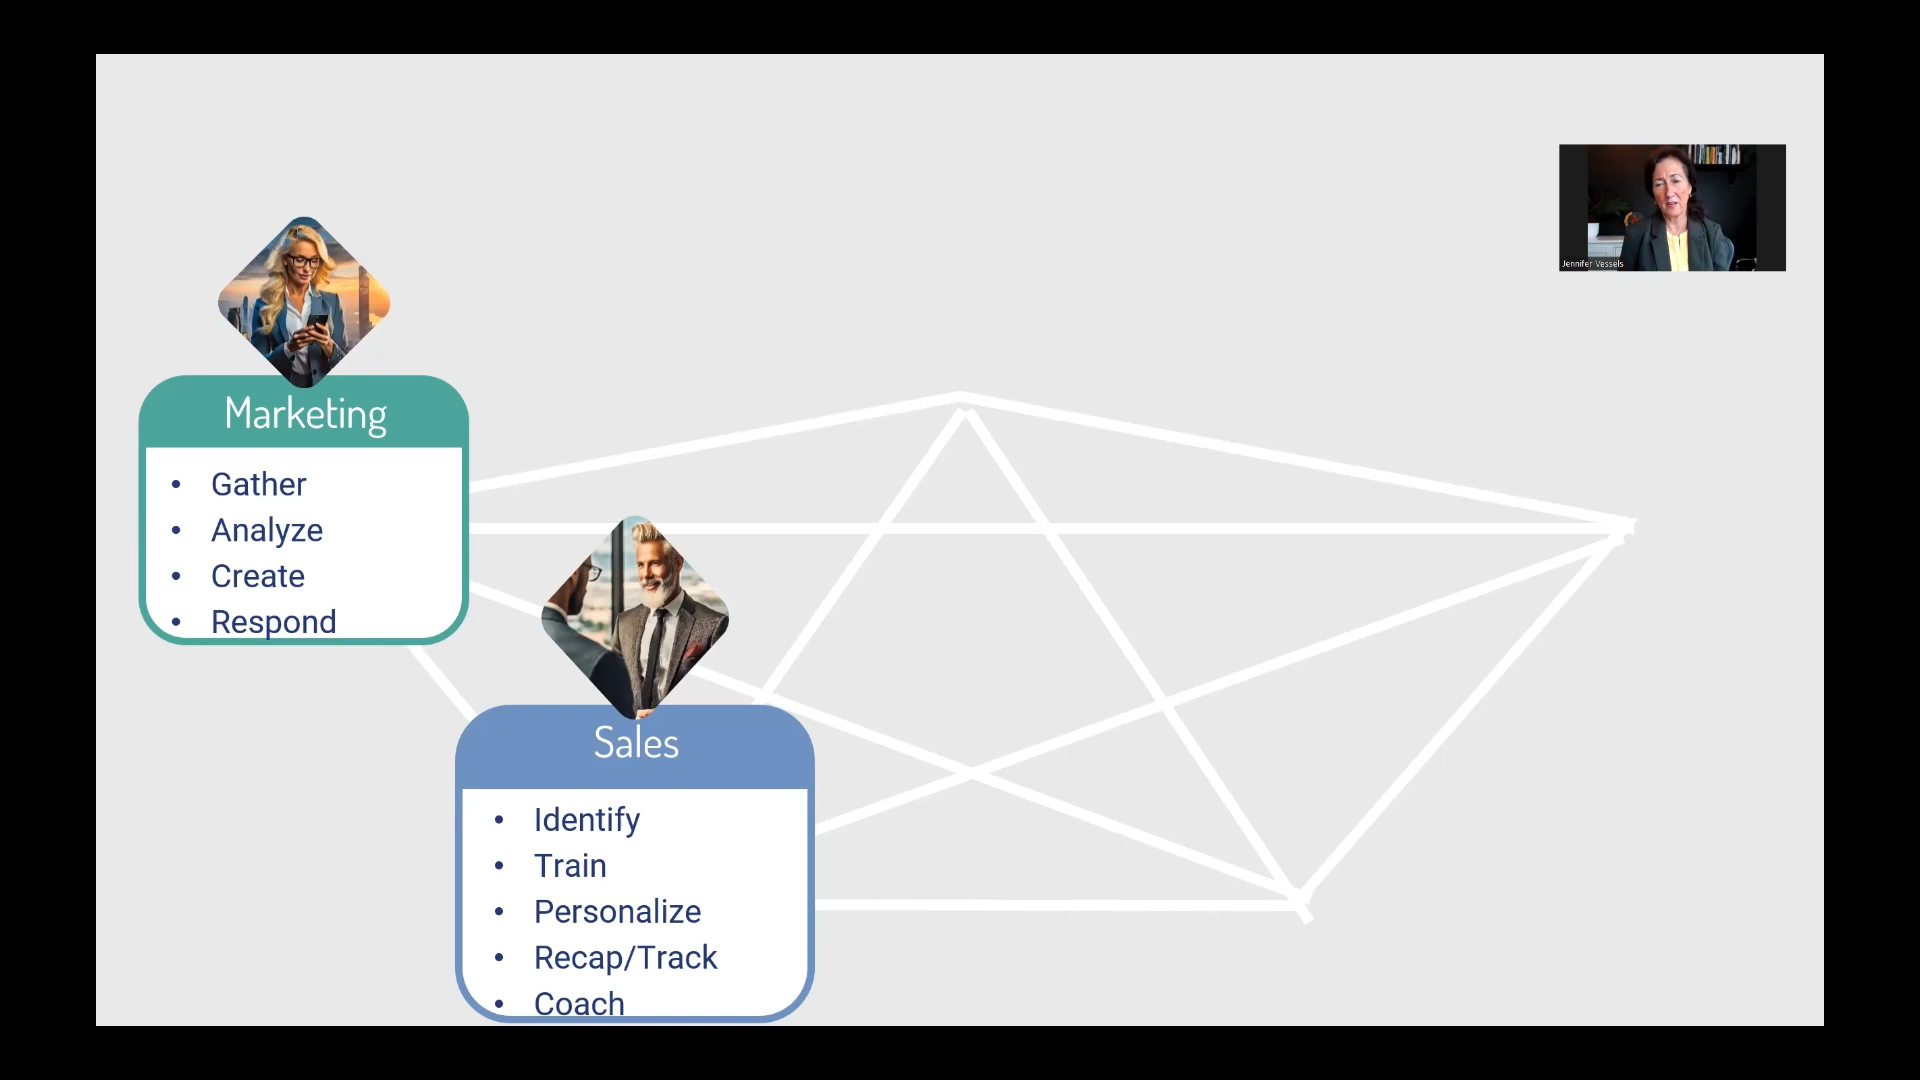 Jennifer Vessels
Marketing
• Gather
• Analyze
• Create
• Respond
Sales
• Identify
• Train
• Personalize
• Recap/Track
• Coach